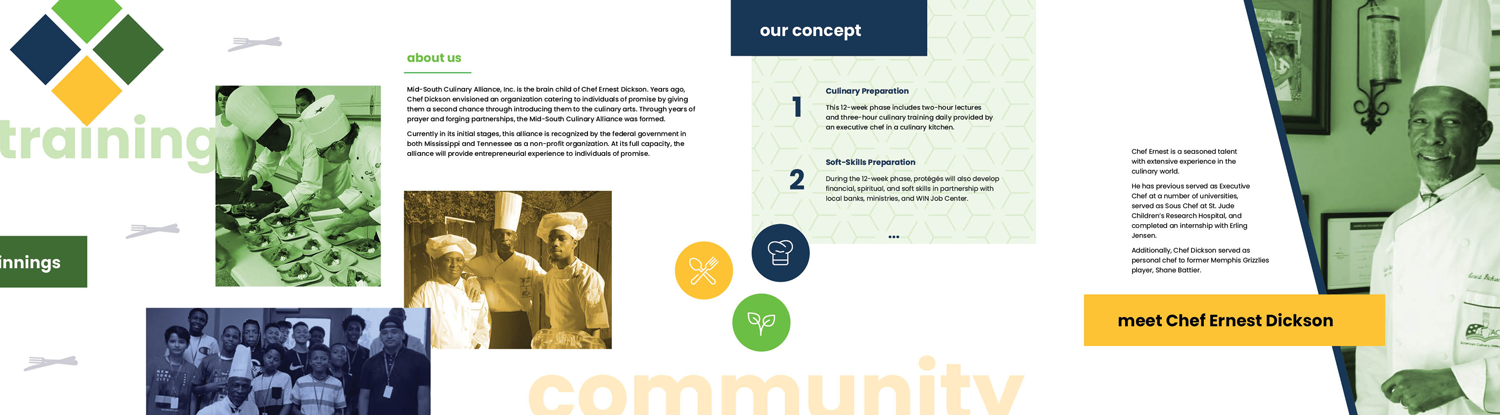 training
innings
about us
Mid-South Culinary Alliance, Inc. is the brain child of Chef Ernest Dickson. Years ago,
Chef Dickson envisioned an organization catering to individuals of promise by giving
them a second chance through introducing them to the culinary arts. Through years of
prayer and forging partnerships, the Mid-South Culinary Alliance was formed.
Currently in its initial stages, this alliance is recognized by the federal government in
both Mississippi and Tennessee as a non-profit organization. At its full capacity, the
alliance will provide entrepreneurial experience to individuals of promise.
our concept
1
Culinary Preparation
This 12-week phase includes two-hour lectures
and three-hour culinary training daily provided by
an executive chef in a culinary kitchen.
2
Soft-Skills Preparation
During the 12-week phase, protégés will also develop
financial, spiritual, and soft skills in partnership with
local banks, ministries, and WIN Job Center.
community
Chef Ernest is a seasoned talent
with extensive experience in the
culinary world.
He has previously served as Executive
Chef at a number of universities,
served as Sous Chef at St. Jude
Children's Research Hospital, and
completed an internship with Erling
Jensen.
Additionally, Chef Dickson served as
personal chef to former Memphis Grizzlies
player, Shane Battier.
meet Chef Ernest Dickson